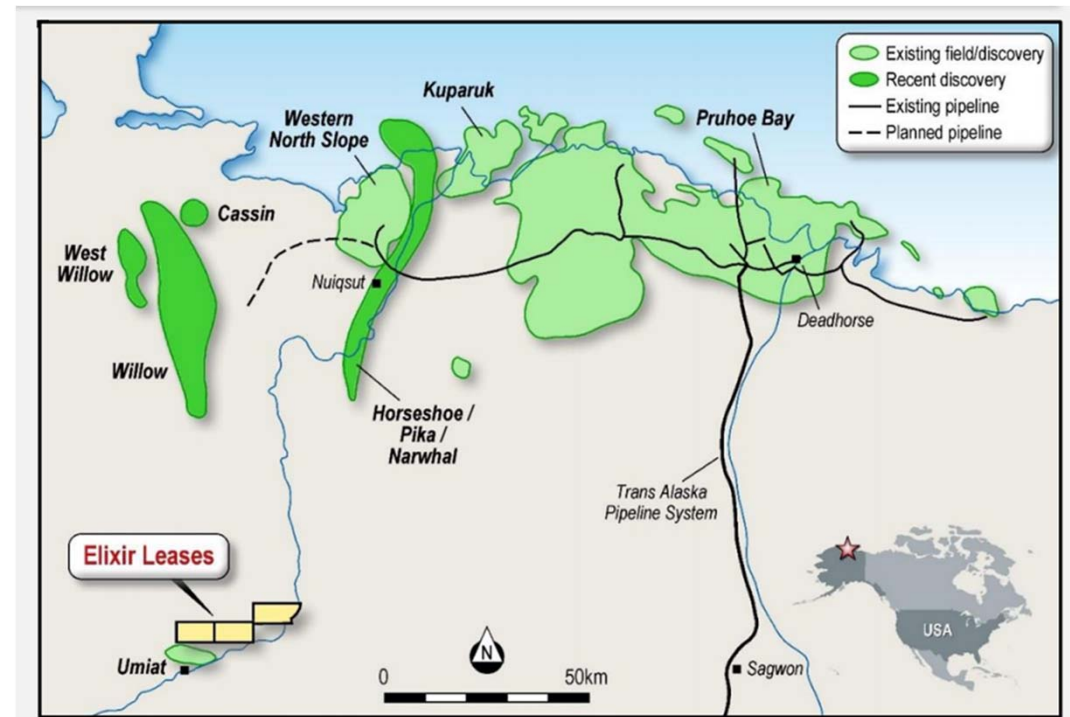 Existing field/discovery
Recent discovery
Existing pipeline
Planned pipeline
Kuparuk
Western
North Slope
Pruhoe Bay
Cassin
West
Willow
Nuiqsut
Deadhorse
Willow
Horseshoe /
Pika /
Narwhal
Trans Alaska
Pipeline System
Elixir Leases
USA
Umiat
N
0
50km
Sagwon